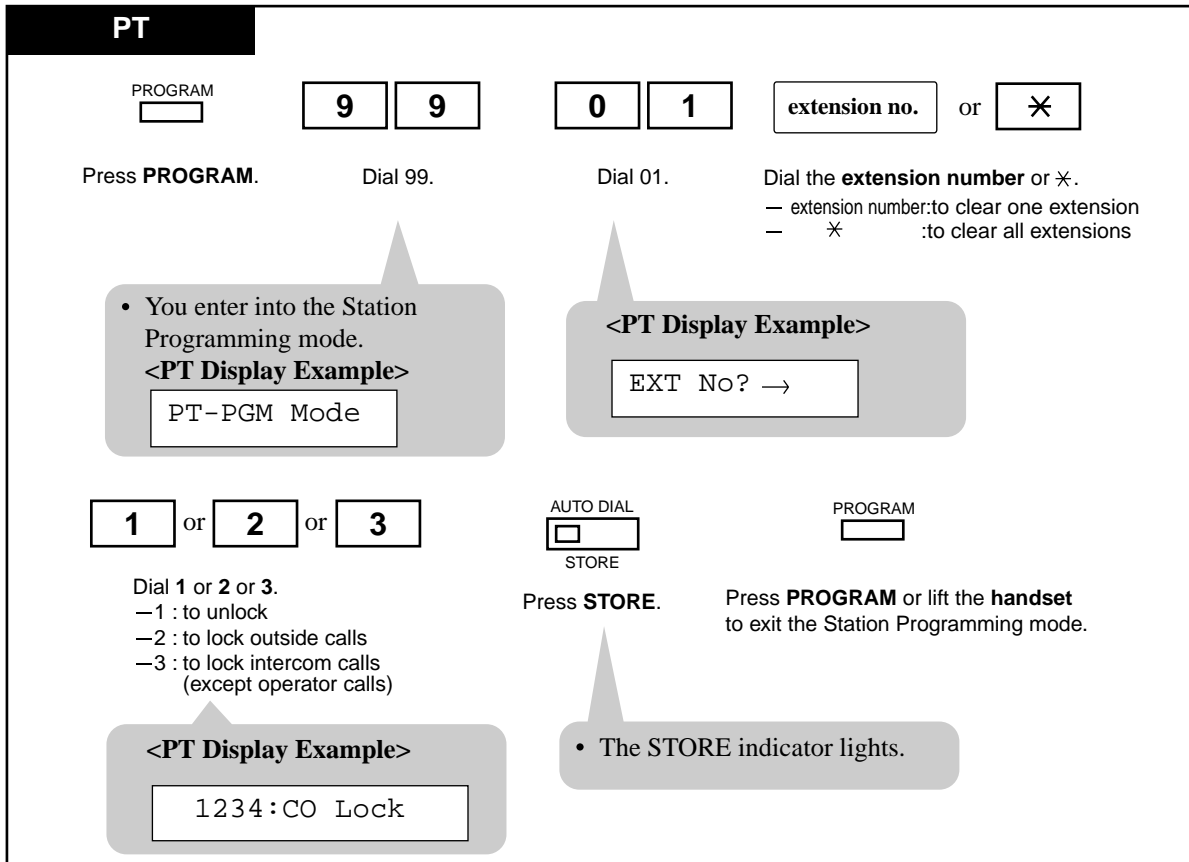 PT
PROGRAM
9 9 0 1 extension no. or ✳
Press PROGRAM.
Dial 99.
Dial 01.
Dial the extension number or ✳.
— extension number:to clear one extension
— ✳ :to clear all extensions
• You enter into the Station
Programming mode.
<PT Display Example>
PT-PGM Mode
<PT Display Example>
EXT No? →
1 or 2 or 3
AUTO DIAL
STORE
PROGRAM
Dial 1 or 2 or 3.
—1 : to unlock
—2 : to lock outside calls
—3 : to lock intercom calls
(except operator calls)
Press STORE.
Press PROGRAM or lift the handset
to exit the Station Programming mode.
<PT Display Example>
1234:CO Lock
• The STORE indicator lights.